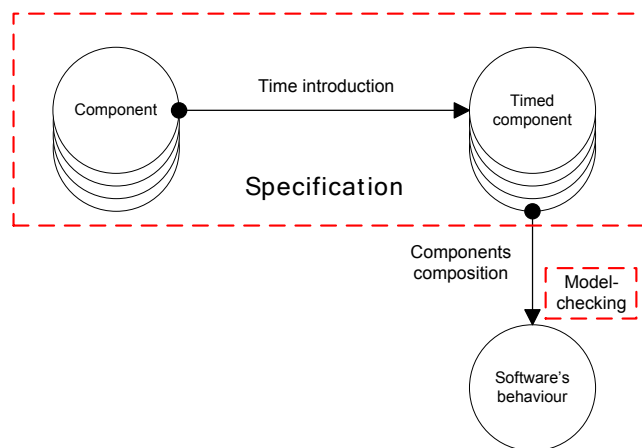 Time introduction
Component
Timed
component
Specification
Components
composition
Model-
checking
Software's
behaviour